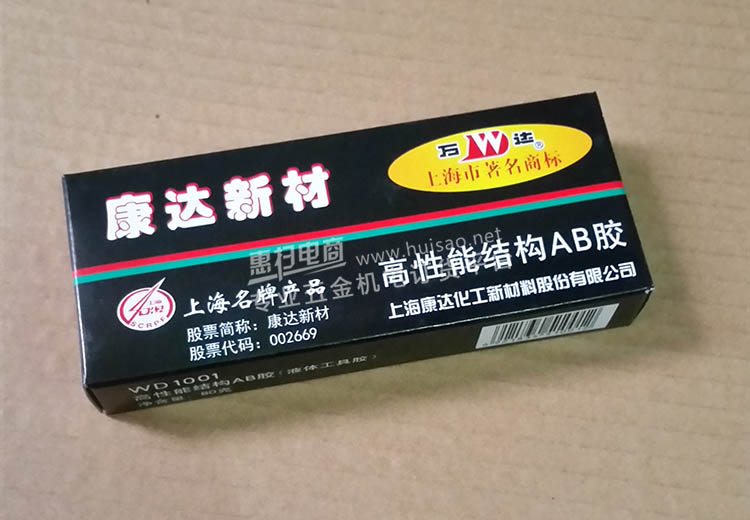 万 W 达®
上海市著名商标
康达新材
高性能结构AB胶
上海康达化工新材料股份有限公司
上海名牌产品
SCRPF
股票简称：康达新材
股票代码：002669
WD1001
高性能结构AB胶（液体工具胶）
净含量：80克
惠扫电商
www.huisao.net